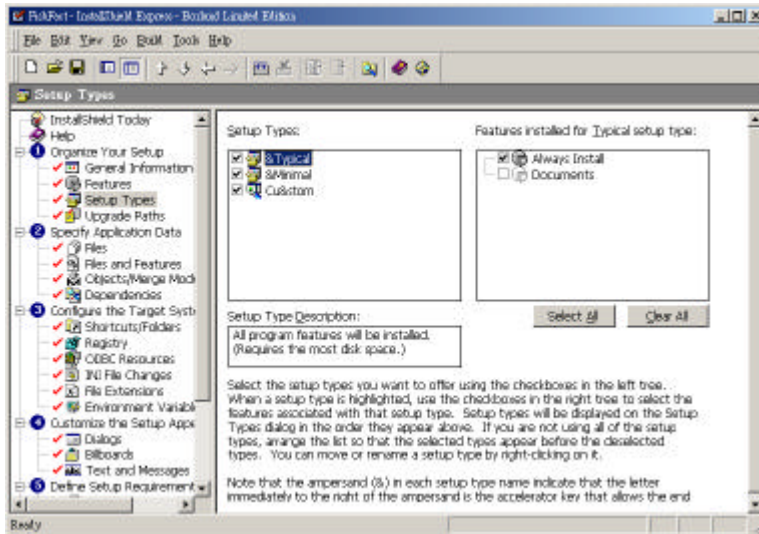 FishFact - InstallShield Express - Borland Limited Edition
File Edit View Go Build Tools Help
Setup Types
InstallShield Today
Help
1 Organize Your Setup
General Information
Features
Setup Types
Upgrade Paths
2 Specify Application Data
Files
Files and Features
Objects/Merge Mod
Dependencies
3 Configure the Target Syst
Shortcuts/Folders
Registry
ODBC Resources
INI File Changes
File Extensions
Environment Variabl
4 Customize the Setup Appe
Dialogs
Billboards
Text and Messages
5 Define Setup Requirement
Setup Types:
&Typical
&Minimal
Cu&stom
Features installed for Typical setup type:
Always Install
Documents
Setup Type Description:
All program features will be installed.
(Requires the most disk space.)
Select All
Clear All
Select the setup types you want to offer using the checkboxes in the left tree.
When a setup type is highlighted, use the checkboxes in the right tree to select the
features associated with that setup type. Setup types will be displayed on the Setup
Types dialog in the order they appear above. If you are not using all of the setup
types, arrange the list so that the selected types appear before the deselected
types. You can move or rename a setup type by right-clicking on it.
Note that the ampersand (&) in each setup type name indicate that the letter
immediately to the right of the ampersand is the accelerator key that allows the end
Ready